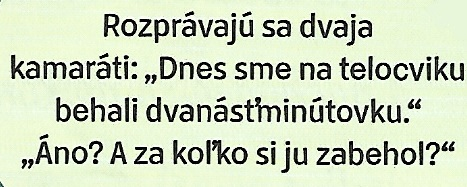 Rozprávajú sa dvaja
kamaráti: „Dnes sme na telocviku
behali dvanásťminútovku.“
„Áno? A za koľko si ju zabehol?“